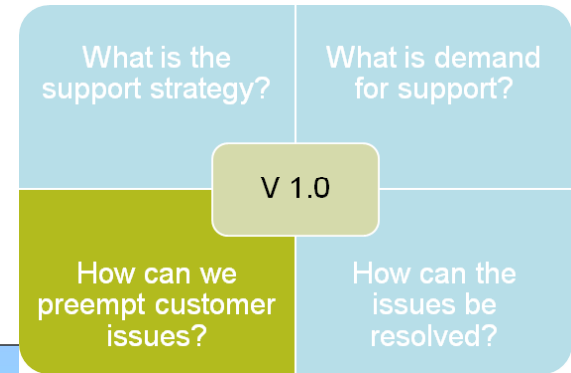 What is the
support strategy?
What is demand
for support?
V 1.0
How can we
preempt customer
issues?
How can the
issues be
resolved?